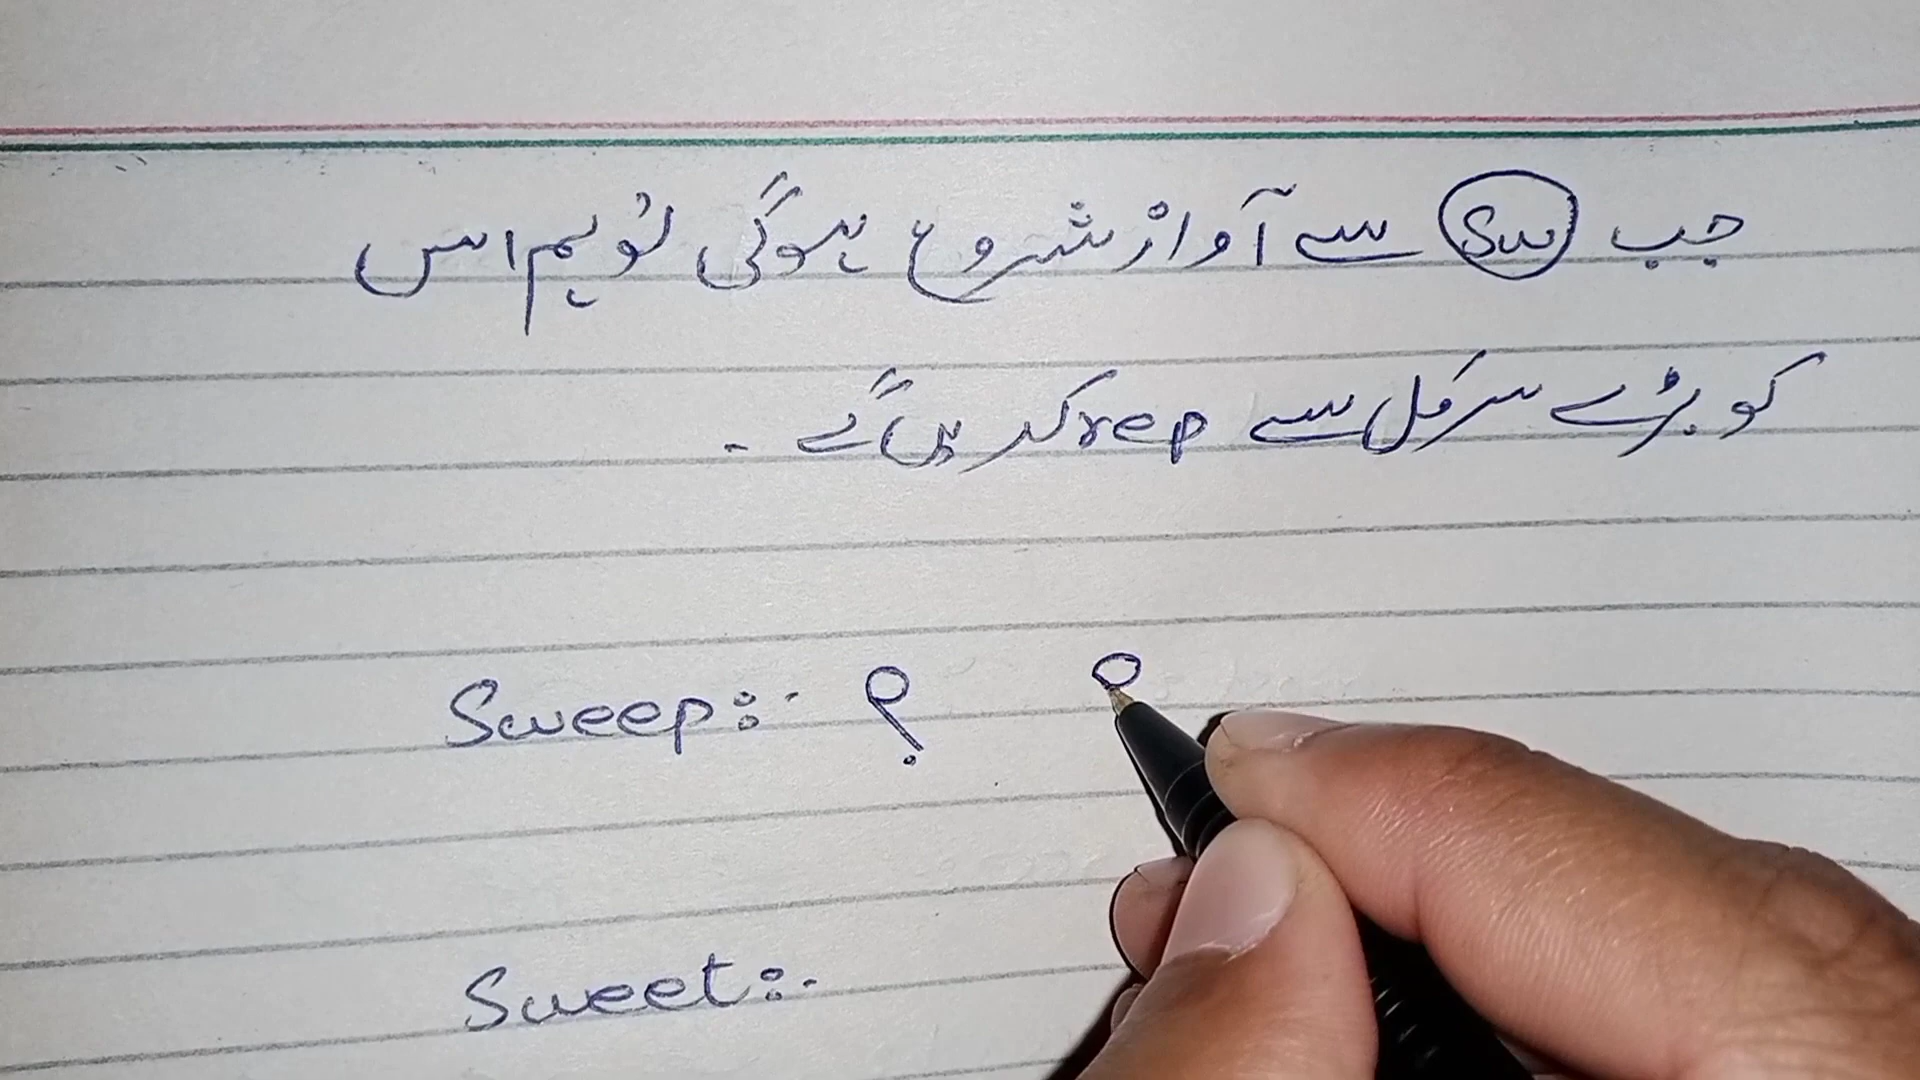 جب Sw سے آواز شروع ہوگی تو ہم اس
کو بڑے سرکل سے rep کریں گے۔
Sweep:-
Sweet:-